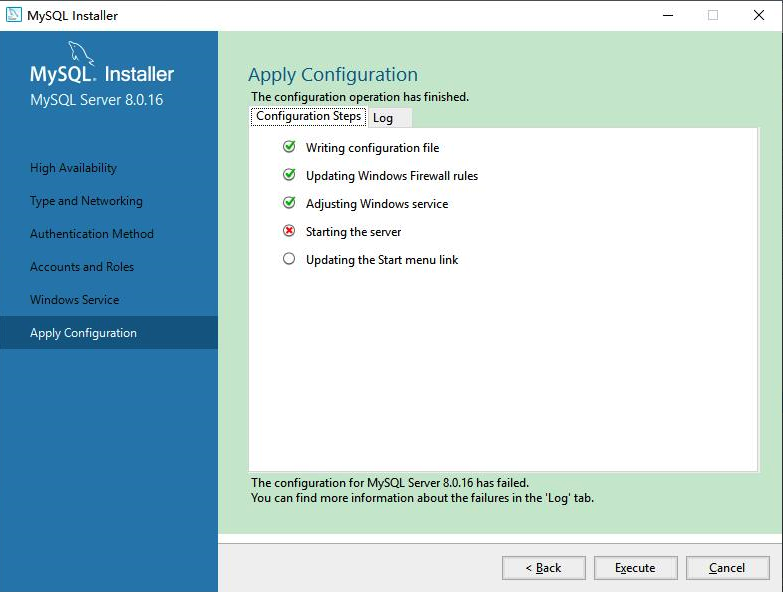 MySQL Installer
MySQL. Installer
MySQL Server 8.0.16
High Availability
Type and Networking
Authentication Method
Accounts and Roles
Windows Service
Apply Configuration
Apply Configuration
The configuration operation has finished.
Configuration Steps
Log
Writing configuration file
Updating Windows Firewall rules
Adjusting Windows service
Starting the server
Updating the Start menu link
The configuration for MySQL Server 8.0.16 has failed.
You can find more information about the failures in the 'Log' tab.
< Back
Execute
Cancel